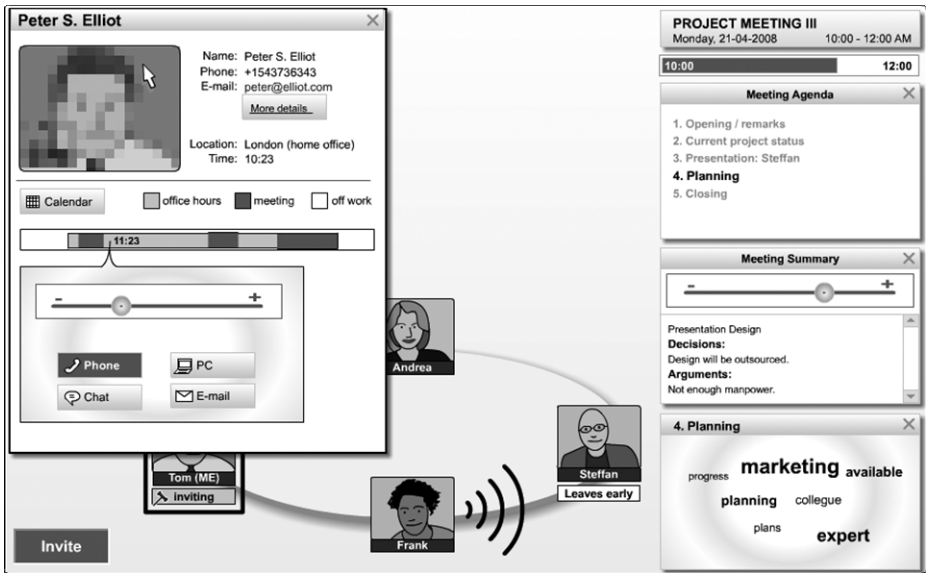 Peter S. Elliot
Name: Peter S. Elliot
Phone: +1543736343
E-mail: peter@elliot.com
More details
Location: London (home office)
Time: 10:23
Calendar
office hours
meeting
off work
11:23
- +
Phone
PC
Chat
E-mail
Andrea
Tom (ME)
inviting
Frank
Steffan
Leaves early
Invite
PROJECT MEETING III
Monday, 21-04-2008 10:00 - 12:00 AM
10:00 12:00
Meeting Agenda
1. Opening / remarks
2. Current project status
3. Presentation: Steffan
4. Planning
5. Closing
Meeting Summary
- +
Presentation Design
Decisions:
Design will be outsourced.
Arguments:
Not enough manpower.
4. Planning
progress marketing available
planning collegue
plans expert